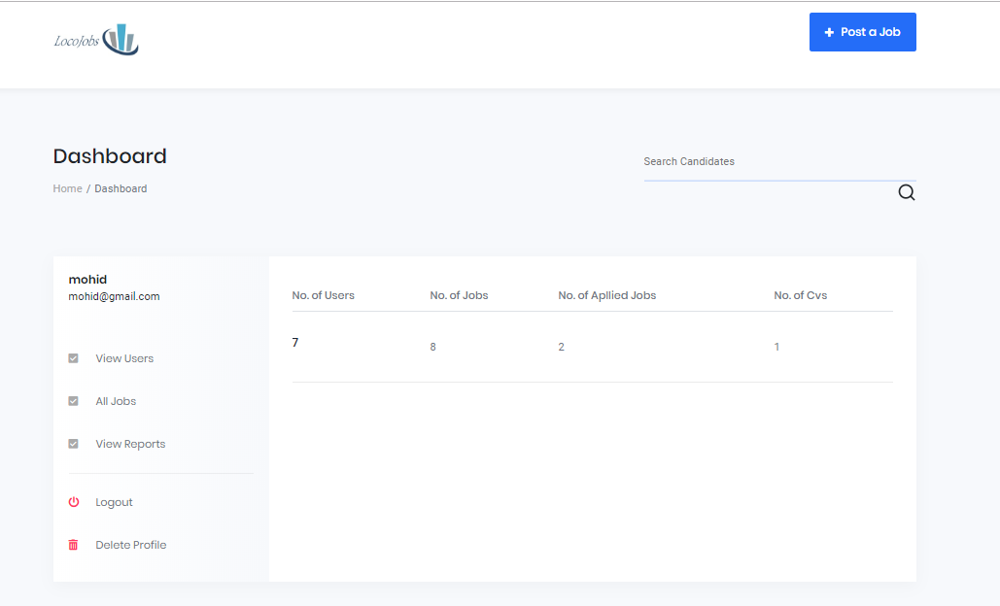 LocoJobs
+ Post a Job
Dashboard
Search Candidates
Home / Dashboard
mohid
mohid@gmail.com
No. of Users No. of Jobs No. of Apllied Jobs No. of Cvs
7 8 2 1
View Users
All Jobs
View Reports
Logout
Delete Profile